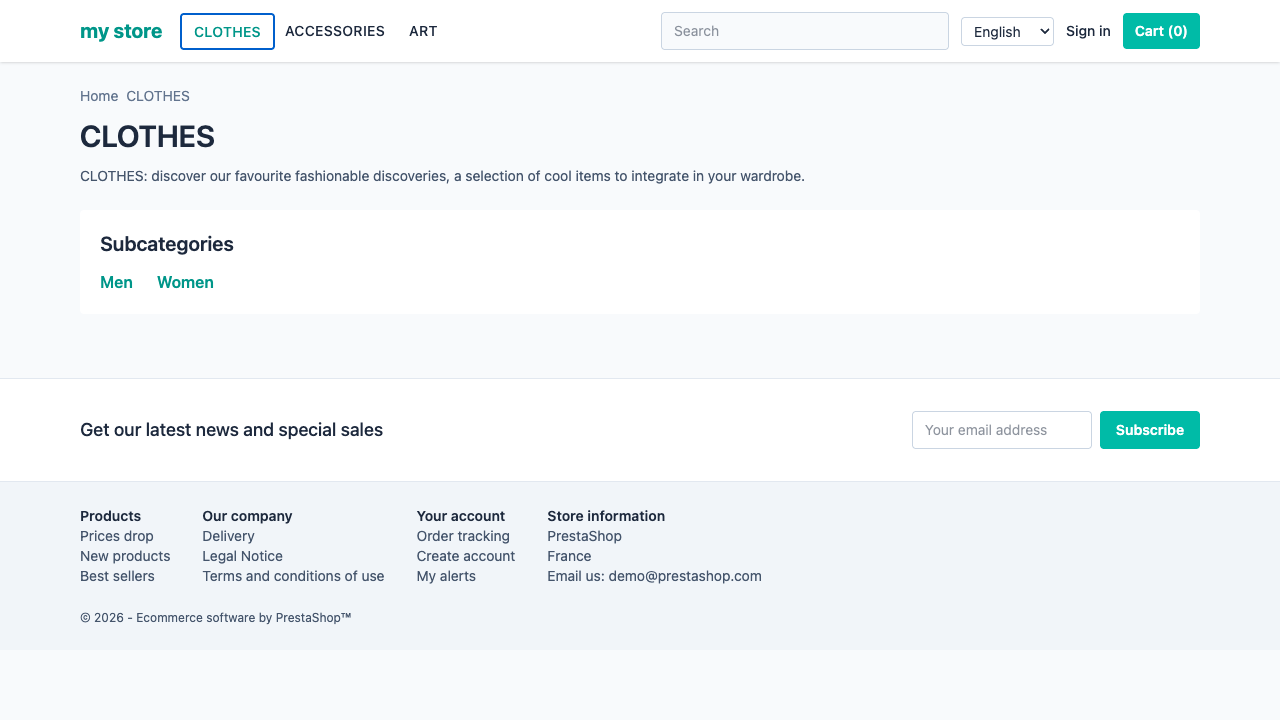 my store CLOTHES ACCESSORIES ART Search English Sign in Cart (0)
Home CLOTHES
CLOTHES
CLOTHES: discover our favourite fashionable discoveries, a selection of cool items to integrate in your wardrobe.
Subcategories
Men Women
Get our latest news and special sales Your email address Subscribe
Products Our company Your account Store information
Prices drop Delivery Order tracking PrestaShop
New products Legal Notice Create account France
Best sellers Terms and conditions of use My alerts Email us: demo@prestashop.com
© 2026 - Ecommerce software by PrestaShop™